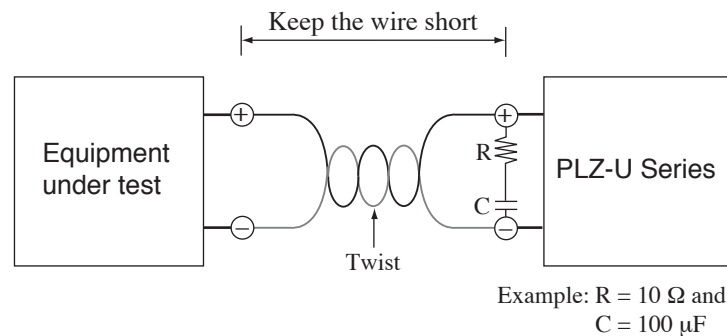 Keep the wire short
+
+
Equipment
under test
R
PLZ-U Series
C
−
−
Twist
Example: R = 10 Ω and
C = 100 µF